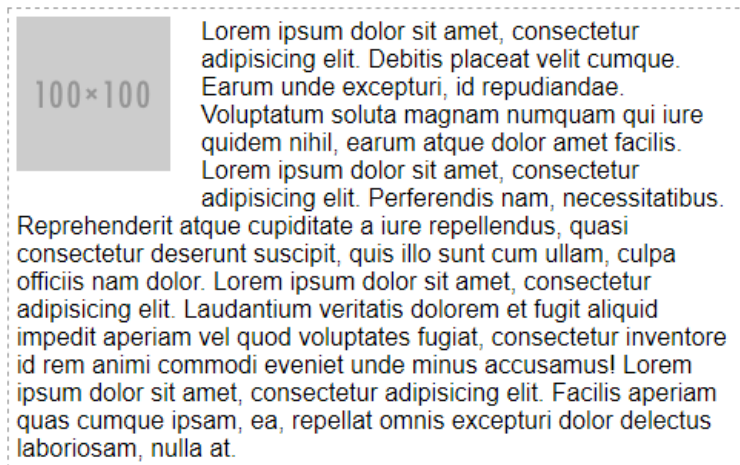 100×100
Lorem ipsum dolor sit amet, consectetur
adipisicing elit. Debitis placeat velit cumque.
Earum unde excepturi, id repudiandae.
Voluptatum soluta magnam numquam qui iure
quidem nihil, earum atque dolor amet facilis.
Lorem ipsum dolor sit amet, consectetur
adipisicing elit. Perferendis nam, necessitatibus.
Reprehenderit atque cupiditate a iure repellendus, quasi
consectetur deserunt suscipit, quis illo sunt cum ullam, culpa
officiis nam dolor. Lorem ipsum dolor sit amet, consectetur
adipisicing elit. Laudantium veritatis dolorem et fugit aliquid
impedit aperiam vel quod voluptates fugiat, consectetur inventore
id rem animi commodi eveniet unde minus accusamus! Lorem
ipsum dolor sit amet, consectetur adipisicing elit. Facilis aperiam
quas cumque ipsam, ea, repellat omnis excepturi dolor delectus
laboriosam, nulla at.